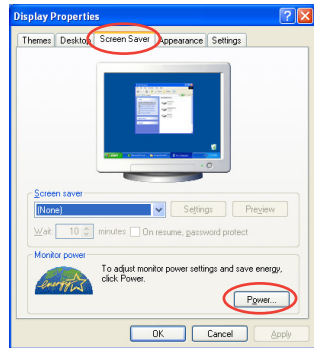 Display Properties
Themes Desktop Screen Saver Appearance Settings
Screen saver
(None) Settings Preview
Wait: 10 minutes On resume, password protect
Monitor power
To adjust monitor power settings and save energy,
click Power.
energy
Power...
OK Cancel Apply